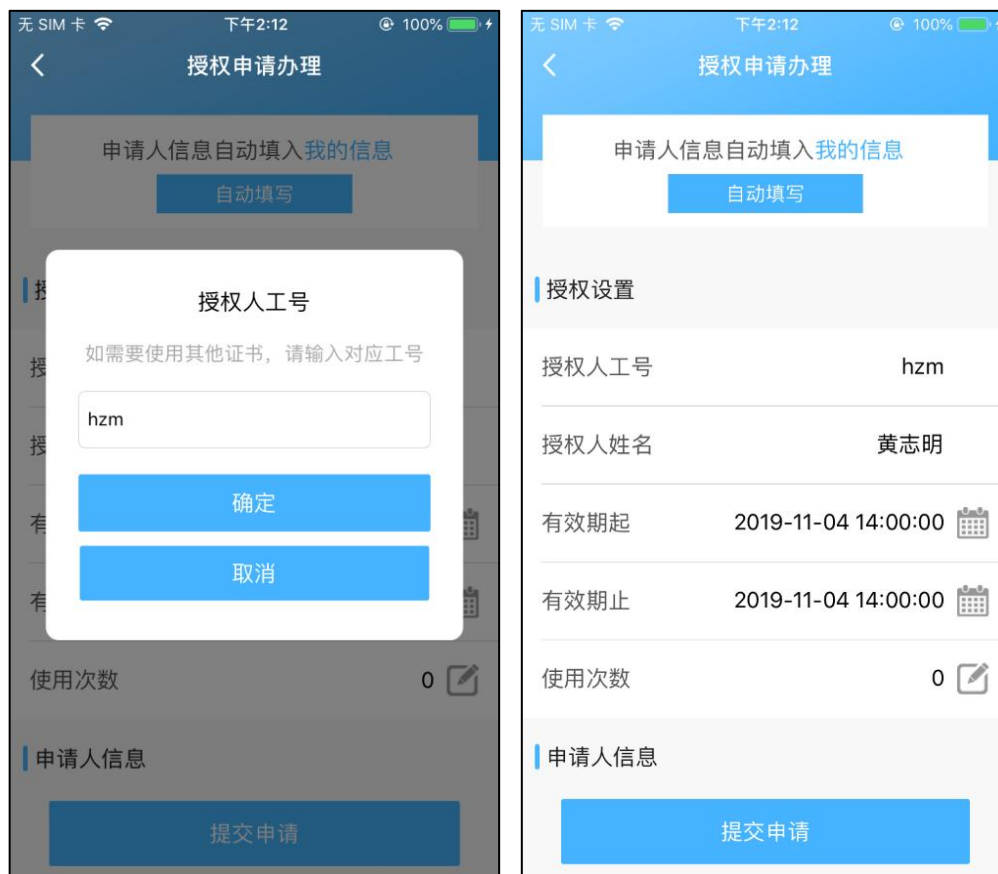 无 SIM 卡 下午2:12 100%
授权申请办理
申请人信息自动填入我的信息
自动填写
授权人工号
如需要使用其他证书，请输入对应工号
hzm
确定
取消
授
授
授
有
有
使用次数 0
申请人信息
提交申请
无 SIM 卡 下午2:12 100%
授权申请办理
申请人信息自动填入我的信息
自动填写
授权设置
授权人工号 hzm
授权人姓名 黄志明
有效期起 2019-11-04 14:00:00
有效期止 2019-11-04 14:00:00
使用次数 0
申请人信息
提交申请